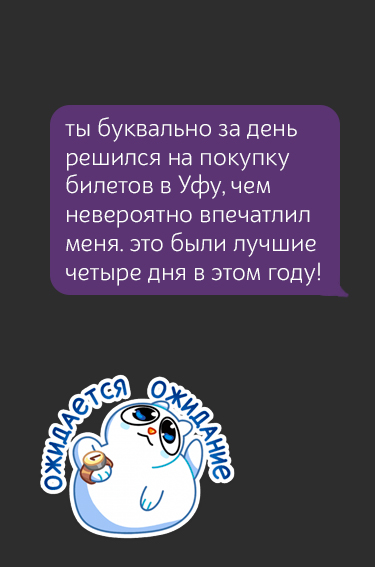 ты буквально за день
решился на покупку
билетов в Уфу, чем
невероятно впечатлил
меня. это были лучшие
четыре дня в этом году!
ОЖИДАЕТСЯ ОЖИДАНИЕ